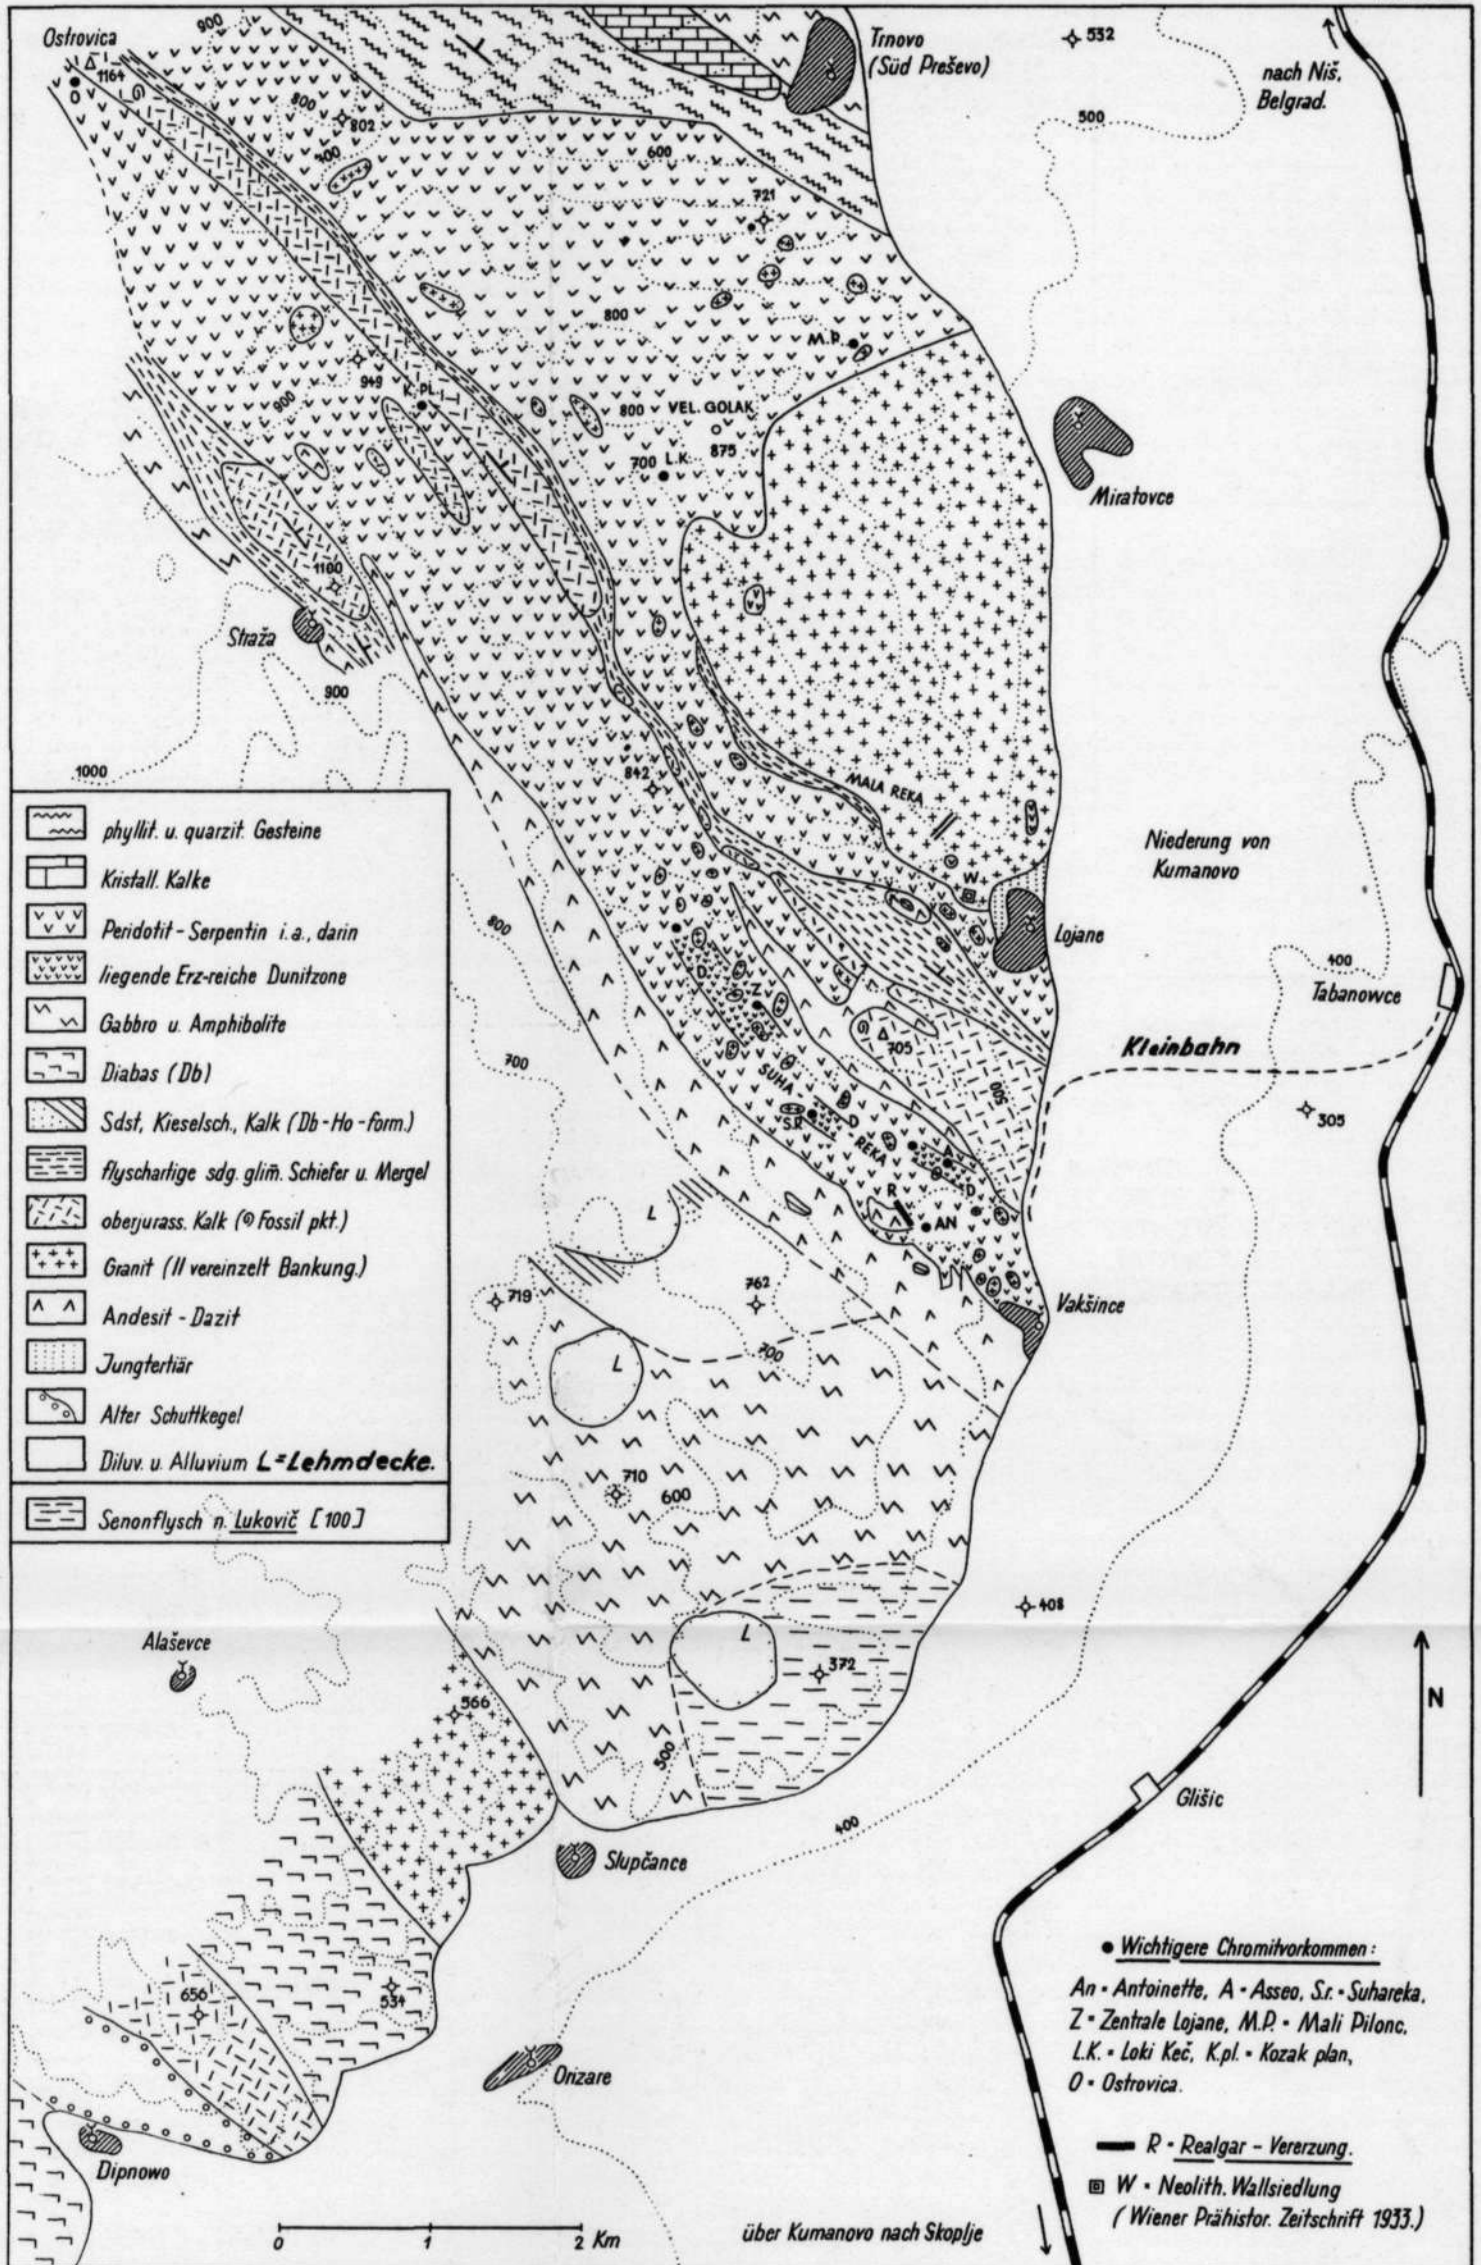 Ostrovica
1164
O
900
800
802
900
Trnovo
(Süd Preševo)
532
nach Niš,
Belgrad.
500
600
721
800
M.P.
949
K.PL.
900
800 VEL. GOLAK
875
700 L.K.
Miratovce
1100
Straža
900
1000
842
MALA REKA
W
Lojane
Niederung von
Kumanovo
400
Tabanowce
Kleinbahn
305
800
700
D
Z
705
500
SUHA-
S.R.
D
REKA
A
D
R
AN
Vakšince
L
719
762
700
L
710
600
408
L
372
500
400
Glišic
N
phyllit. u. quarzit. Gesteine
Kristall. Kalke
Peridotit-Serpentin i.a., darin
liegende Erz-reiche Dunitzone
Gabbro u. Amphibolite
Diabas (Db)
Sdst, Kieselsch., Kalk (Db-Ho-form.)
flyschartige sdg. glim̄. Schiefer u. Mergel
oberjurass. Kalk (Fossil pkt.)
Granit (II vereinzelt Bankung.)
Andesit - Dazit
Jungtertiär
Alter Schuttkegel
Diluv. u. Alluvium L=Lehmdecke.
Senonflysch n. Lukovič [100]
Alaševce
566
Slupčance
656
534
Orizare
Dipnowo
Wichtigere Chromitvorkommen:
An - Antoinette, A - Asseo, S.r. - Suhareka,
Z - Zentrale Lojane, M.P. - Mali Pilonc,
L.K. - Loki Keč, K.pl. - Kozak plan,
O - Ostrovica.
R - Realgar - Vererzung.
W - Neolith. Wallsiedlung
(Wiener Prähistor. Zeitschrift 1933.)
0 1 2 Km
über Kumanovo nach Skoplje